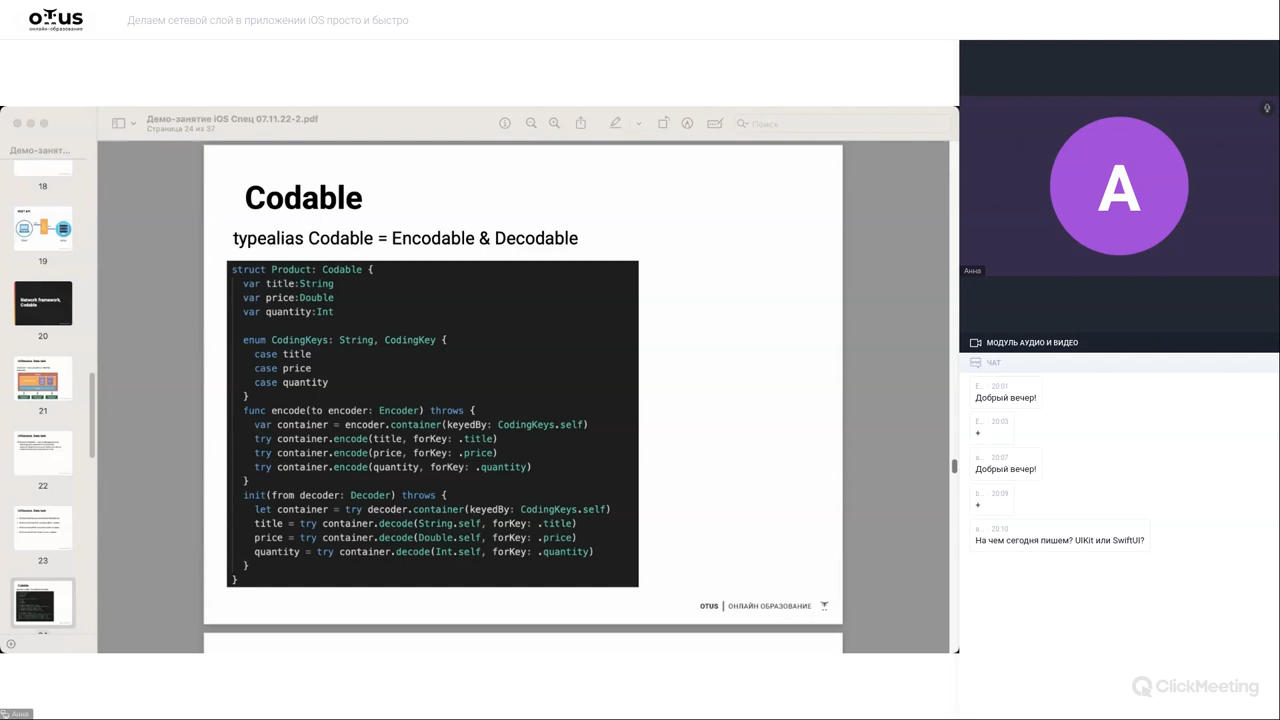 OTUS
онлайн-образование
Делаем сетевой слой в приложении iOS просто и быстро
Демо-занятие iOS Спец 07.11.22-2.pdf
Страница 24 из 37
Поиск
Демо-занят...
18
REST API
19
Network framework,
Codable
20
21
22
23
Codable
Codable
typealias Codable = Encodable & Decodable
struct Product: Codable {
var title:String
var price:Double
var quantity:Int
enum CodingKeys: String, CodingKey {
case title
case price
case quantity
}
func encode(to encoder: Encoder) throws {
var container = encoder.container(keyedBy: CodingKeys.self)
try container.encode(title, forKey: .title)
try container.encode(price, forKey: .price)
try container.encode(quantity, forKey: .quantity)
}
init(from decoder: Decoder) throws {
let container = try decoder.container(keyedBy: CodingKeys.self)
title = try container.decode(String.self, forKey: .title)
price = try container.decode(Double.self, forKey: .price)
quantity = try container.decode(Int.self, forKey: .quantity)
}
}
OTUS | ОНЛАЙН ОБРАЗОВАНИЕ
A
Анна
МОДУЛЬ АУДИО И ВИДЕО
ЧАТ
E... 20:01
Добрый вечер!
E... 20:03
+
a... 20:07
Добрый вечер!
b... 20:09
+
a... 20:10
На чем сегодня пишем? UIKit или SwiftUI?
ClickMeeting
Анна